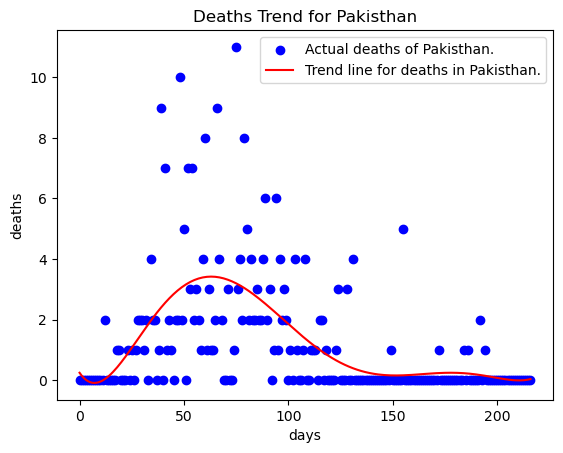 Deaths Trend for Pakisthan
Actual deaths of Pakisthan.
Trend line for deaths in Pakisthan.
deaths
10
8
6
4
2
0
0 50 100 150 200
days